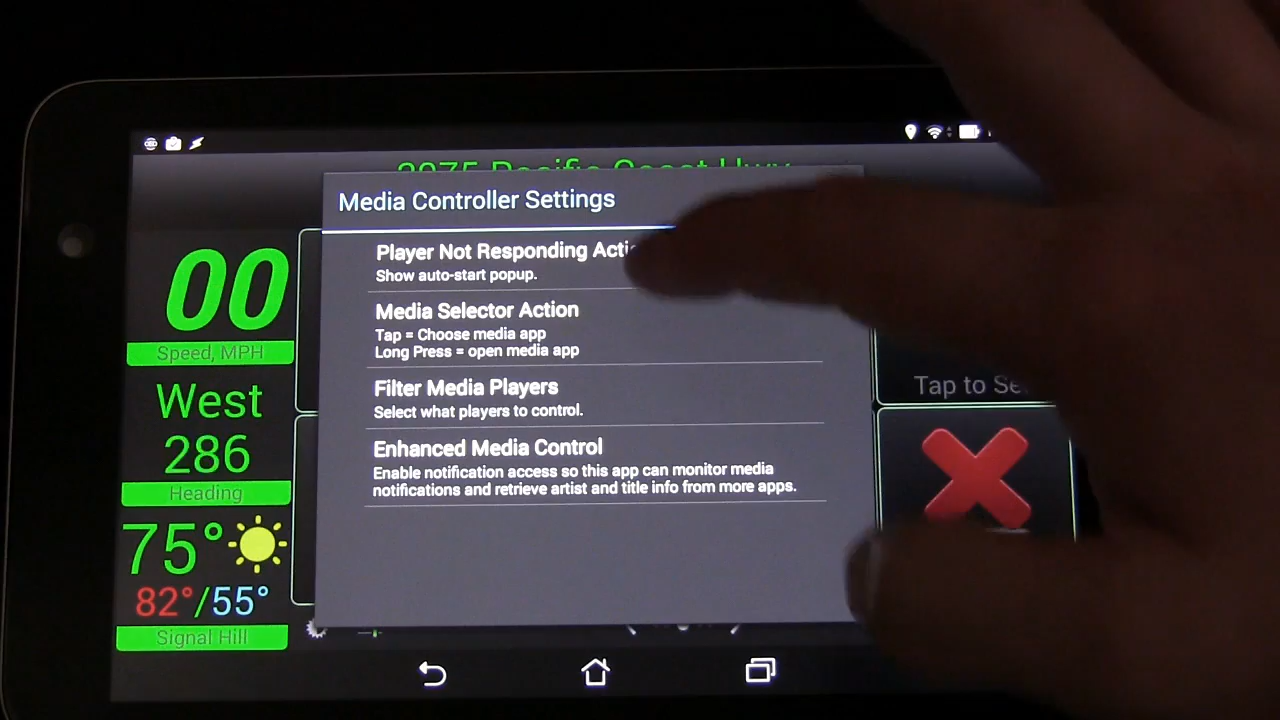 Media Controller Settings
Player Not Responding
Show auto-start popup.
Media Selector Action
Tap = Choose media app
Long Press = open media app
Filter Media Players
Select what players to control.
Enhanced Media Control
Enable notification access so this app can monitor media
notifications and retrieve artist and title info from more apps.
00
Speed, MPH
West
286
Heading
75°
82°/55°
Signal Hill
Tap to